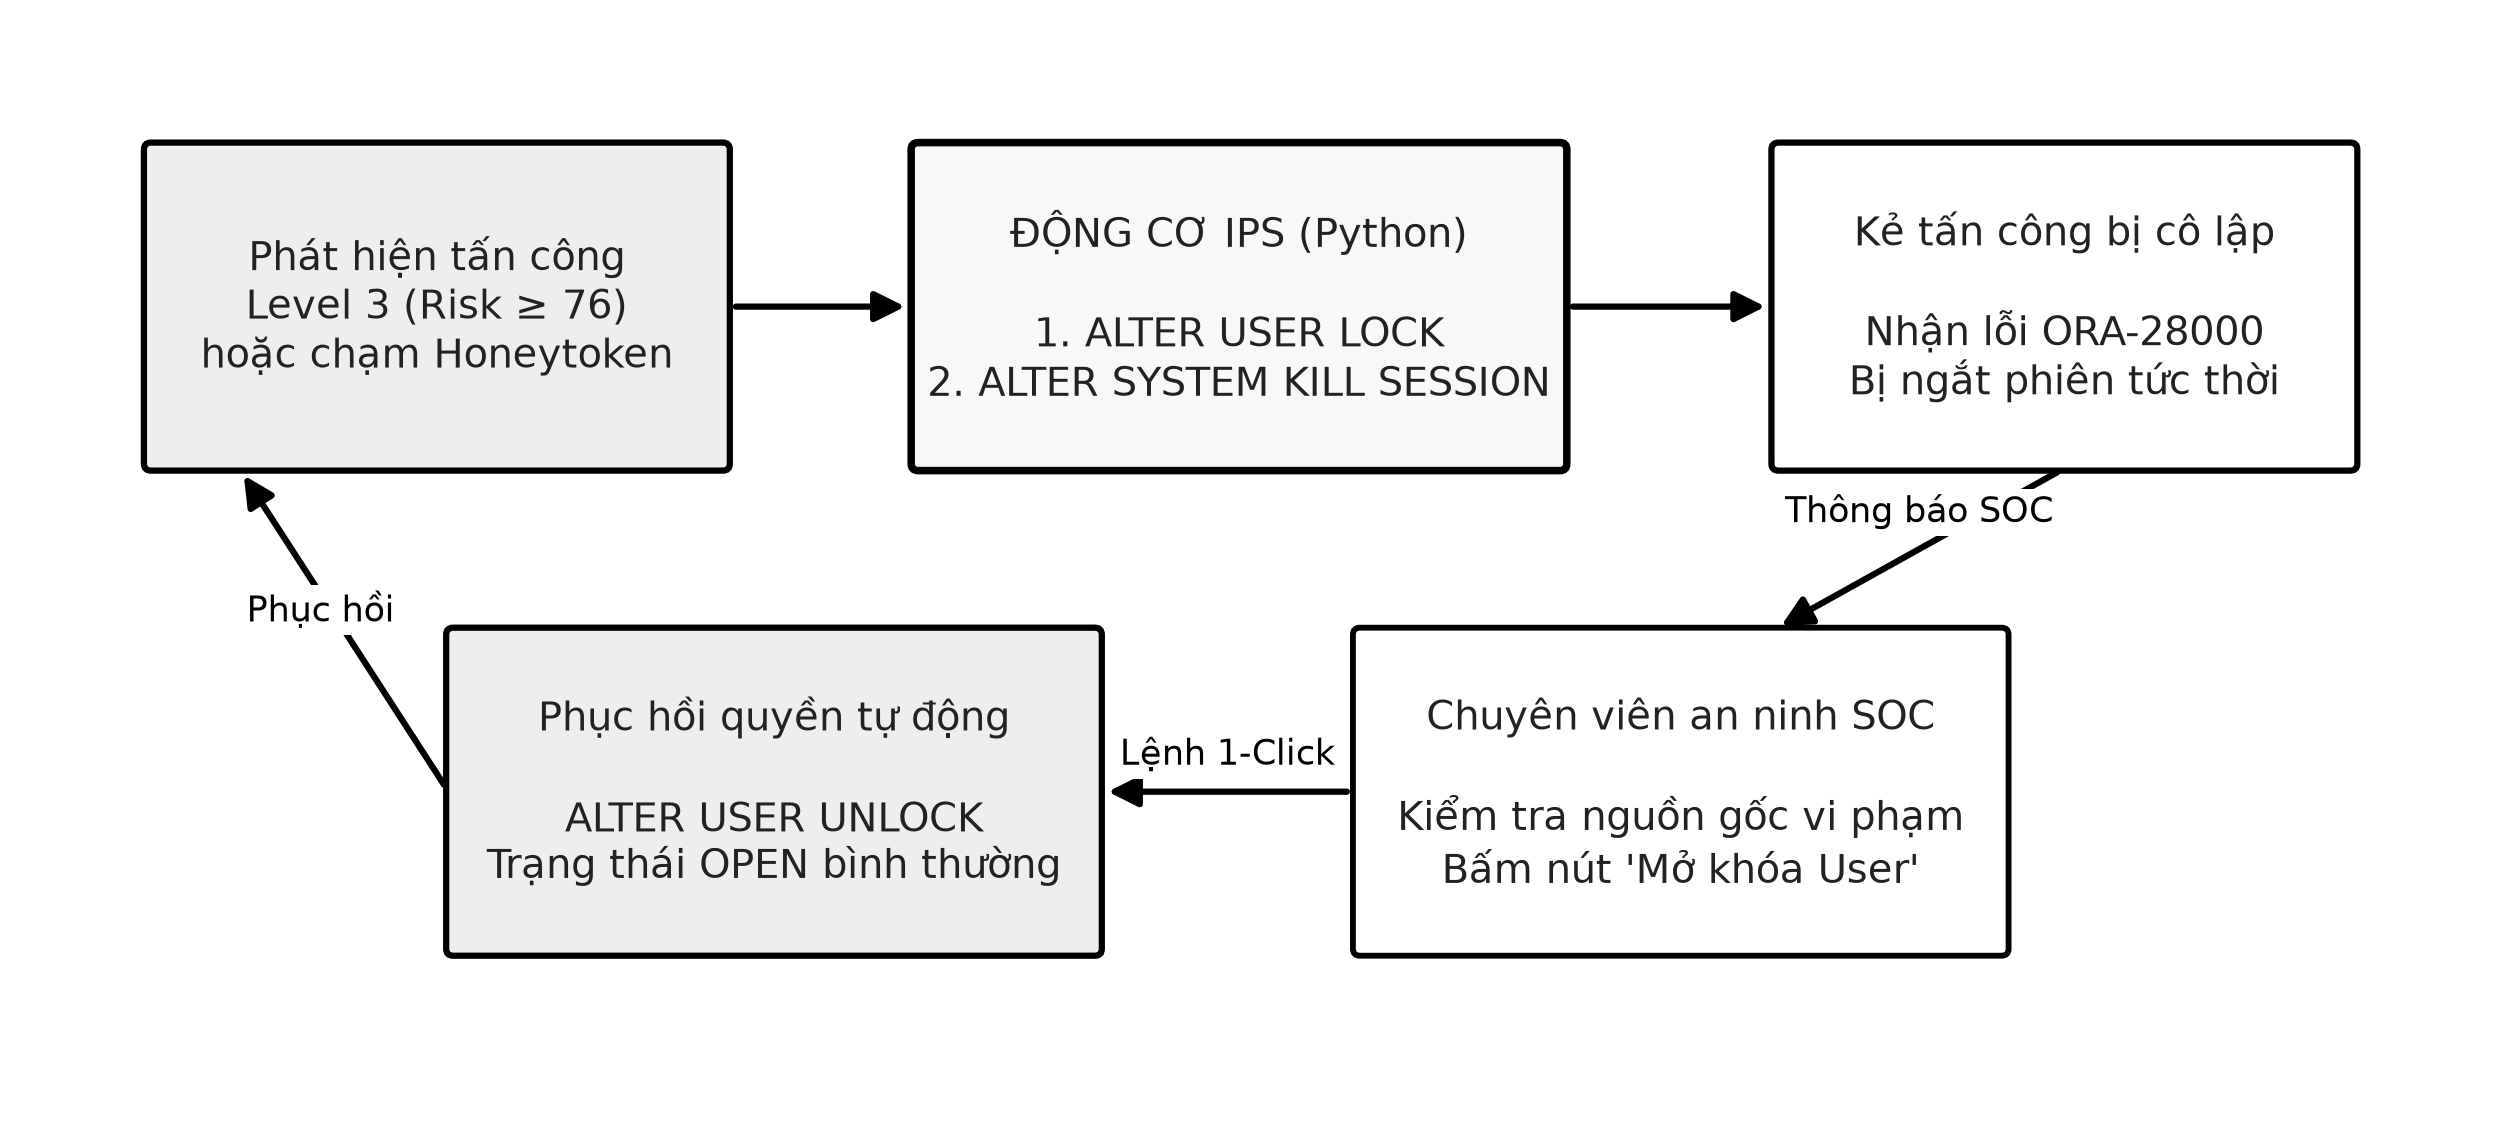 Phát hiện tấn công
Level 3 (Risk ≥ 76)
hoặc chạm Honeytoken
ĐỘNG CƠ IPS (Python)
1. ALTER USER LOCK
2. ALTER SYSTEM KILL SESSION
Kẻ tấn công bị cô lập
Nhận lỗi ORA-28000
Bị ngắt phiên tức thời
Thông báo SOC
Chuyên viên an ninh SOC
Kiểm tra nguồn gốc vi phạm
Bấm nút 'Mở khóa User'
Lệnh 1-Click
Phục hồi quyền tự động
ALTER USER UNLOCK
Trạng thái OPEN bình thường
Phục hồi